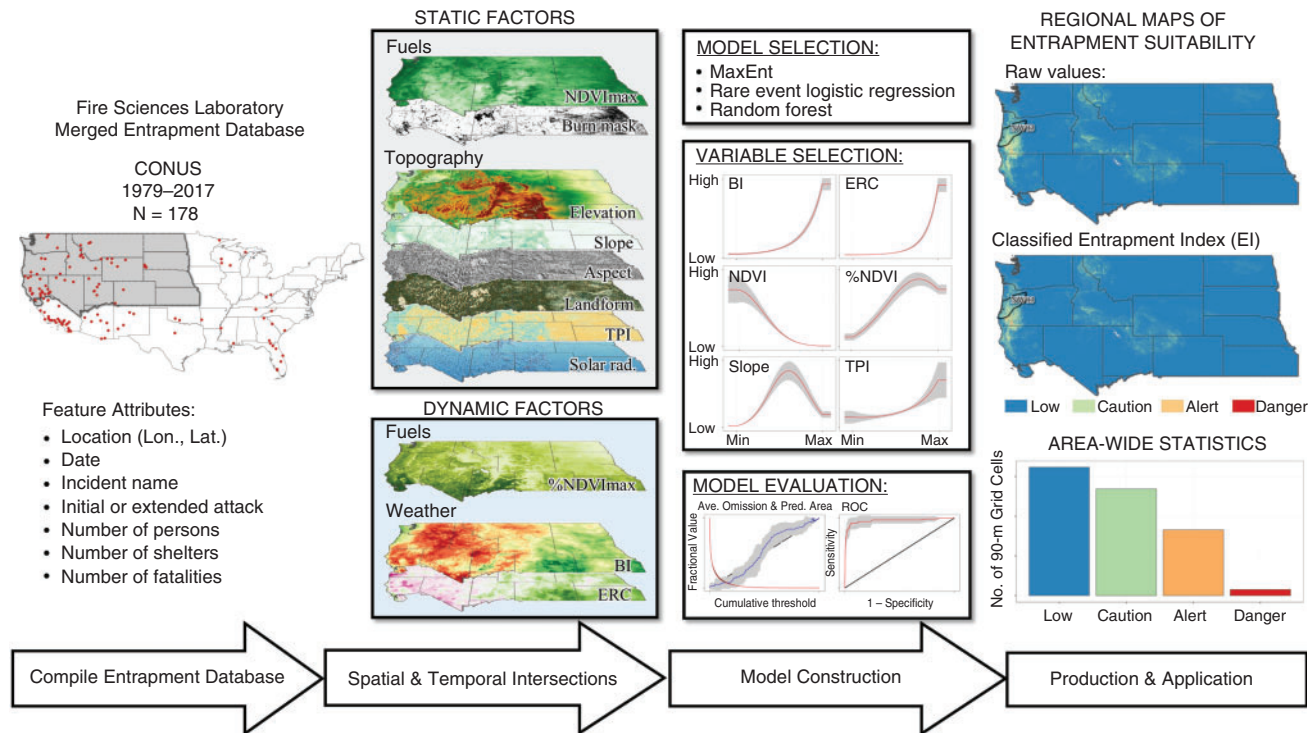 Fire Sciences Laboratory
Merged Entrapment Database
CONUS
1979–2017
N = 178
Feature Attributes:
• Location (Lon., Lat.)
• Date
• Incident name
• Initial or extended attack
• Number of persons
• Number of shelters
• Number of fatalities
STATIC FACTORS
Fuels
NDVImax
Burn mask
Topography
Elevation
Slope
Aspect
Landform
TPI
Solar rad.
DYNAMIC FACTORS
Fuels
%NDVImax
Weather
BI
ERC
MODEL SELECTION:
• MaxEnt
• Rare event logistic regression
• Random forest
VARIABLE SELECTION:
High
BI
ERC
Low
High
NDVI
%NDVI
Low
High
Slope
TPI
Low
Min
Max
Min
Max
MODEL EVALUATION:
Ave. Omission & Pred. Area
ROC
Fractional Value
Sensitivity
Cumulative threshold
1 – Specificity
REGIONAL MAPS OF
ENTRAPMENT SUITABILITY
Raw values:
Classified Entrapment Index (EI)
Low
Caution
Alert
Danger
AREA-WIDE STATISTICS
No. of 90-m Grid Cells
Low
Caution
Alert
Danger
Compile Entrapment Database
Spatial & Temporal Intersections
Model Construction
Production & Application